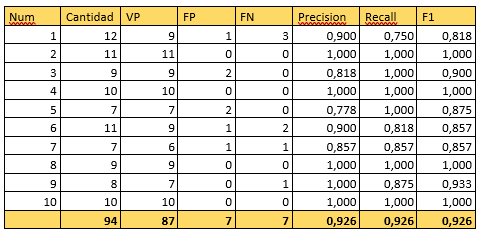 Num Cantidad VP FP FN Precision Recall F1
1 12 9 1 3 0,900 0,750 0,818
2 11 11 0 0 1,000 1,000 1,000
3 9 9 2 0 0,818 1,000 0,900
4 10 10 0 0 1,000 1,000 1,000
5 7 7 2 0 0,778 1,000 0,875
6 11 9 1 2 0,900 0,818 0,857
7 7 6 1 1 0,857 0,857 0,857
8 9 9 0 0 1,000 1,000 1,000
9 8 7 0 1 1,000 0,875 0,933
10 10 10 0 0 1,000 1,000 1,000
94 87 7 7 0,926 0,926 0,926